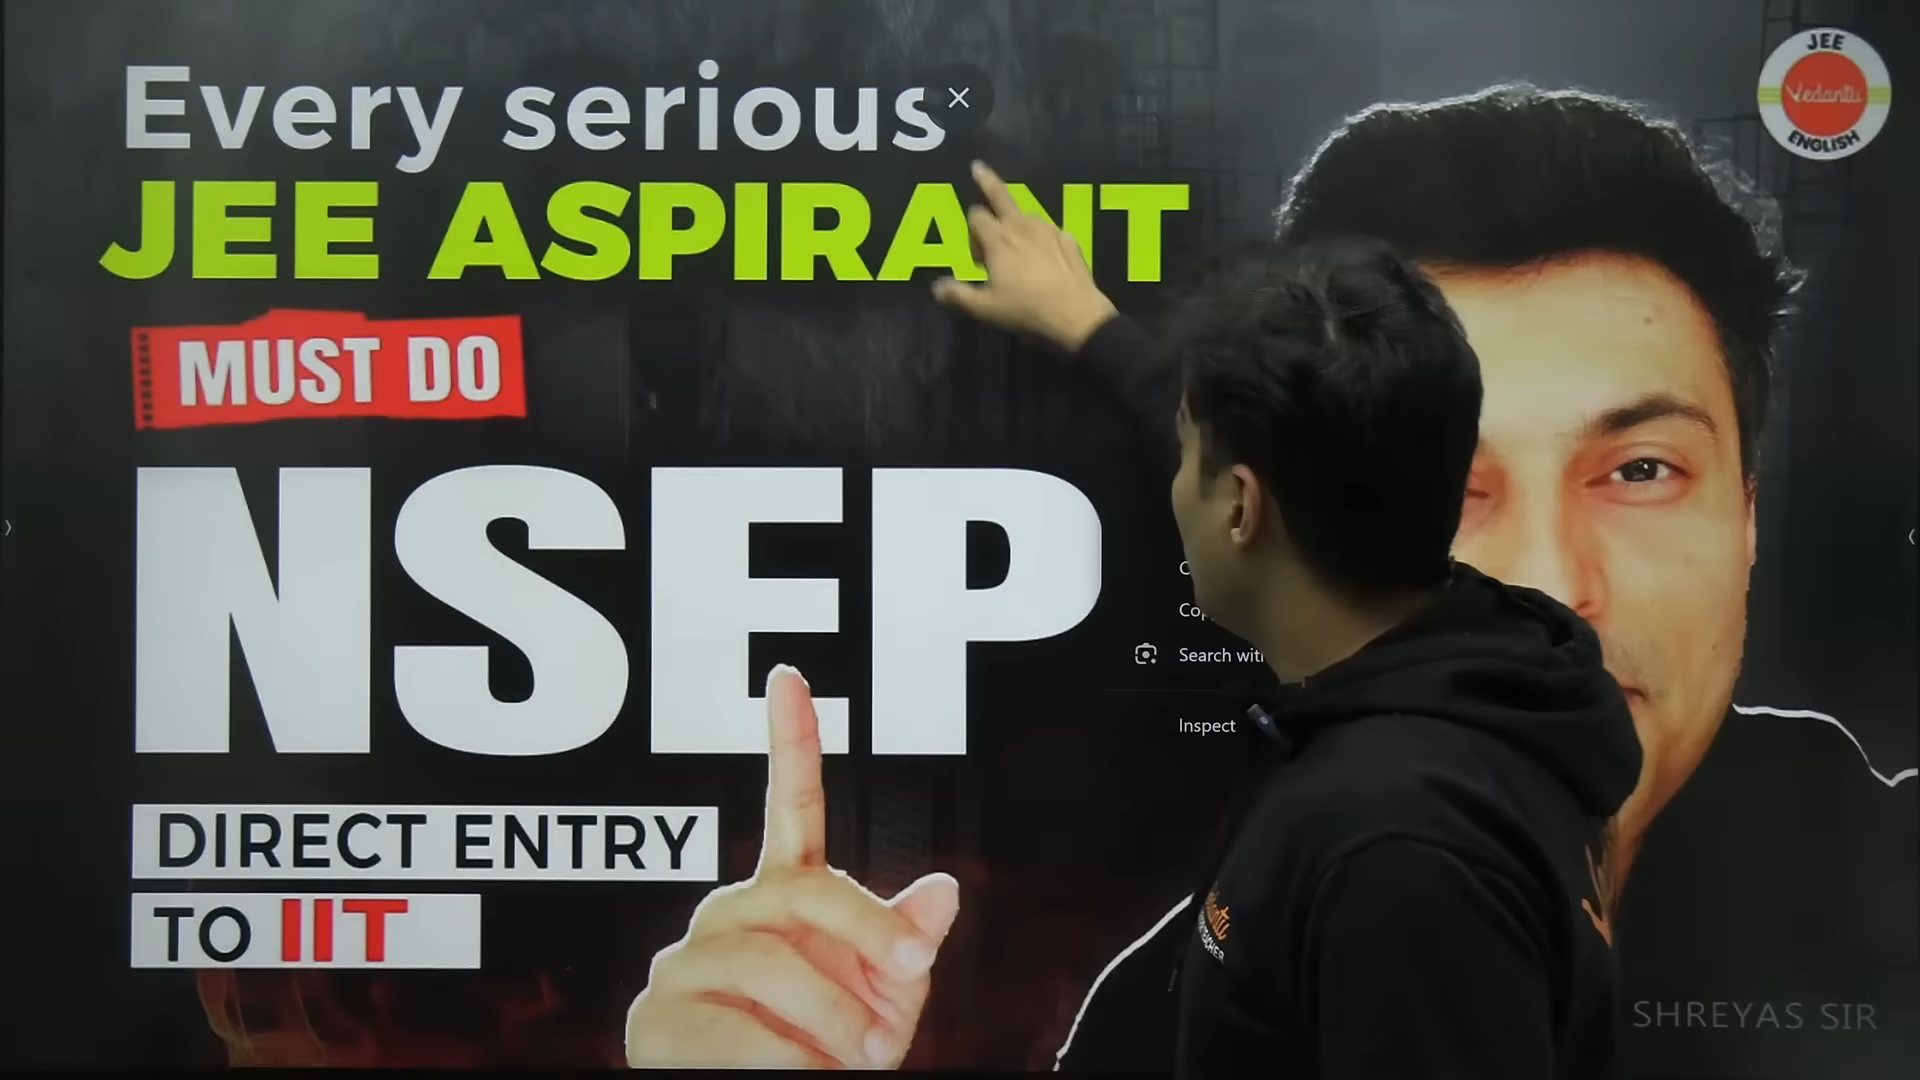 Every serious
JEE ASPIRANT
MUST DO
NSEP
DIRECT ENTRY
TO IIT
JEE
Vedantu
ENGLISH
Search with
Inspect
SHREYAS SIR